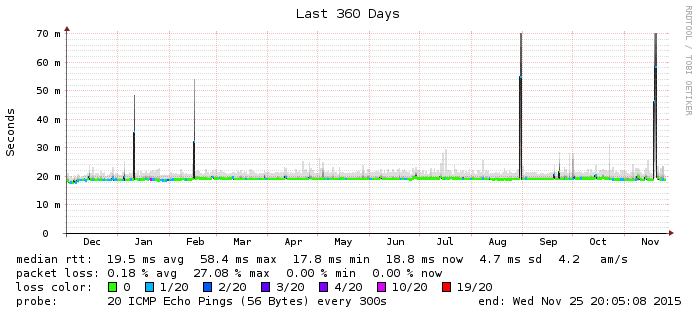 Last 360 Days
RRDTOOL / TOBI OETIKER
Seconds
70 m
60 m
50 m
40 m
30 m
20 m
10 m
0
Dec Jan Feb Mar Apr May Jun Jul Aug Sep Oct Nov
median rtt: 19.5 ms avg 58.4 ms max 17.8 ms min 18.8 ms now 4.7 ms sd 4.2 am/s
packet loss: 0.18 % avg 27.08 % max 0.00 % min 0.00 % now
loss color: 0 1/20 2/20 3/20 4/20 10/20 19/20
probe: 20 ICMP Echo Pings (56 Bytes) every 300s end: Wed Nov 25 20:05:08 2015